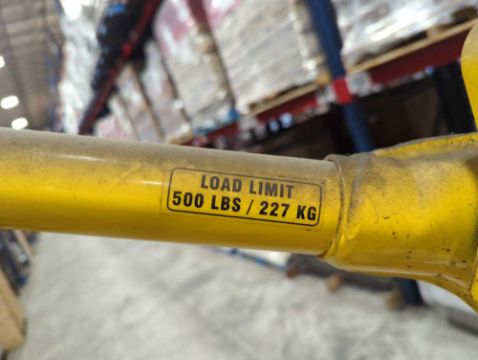 LOAD LIMIT
500 LBS / 227 KG